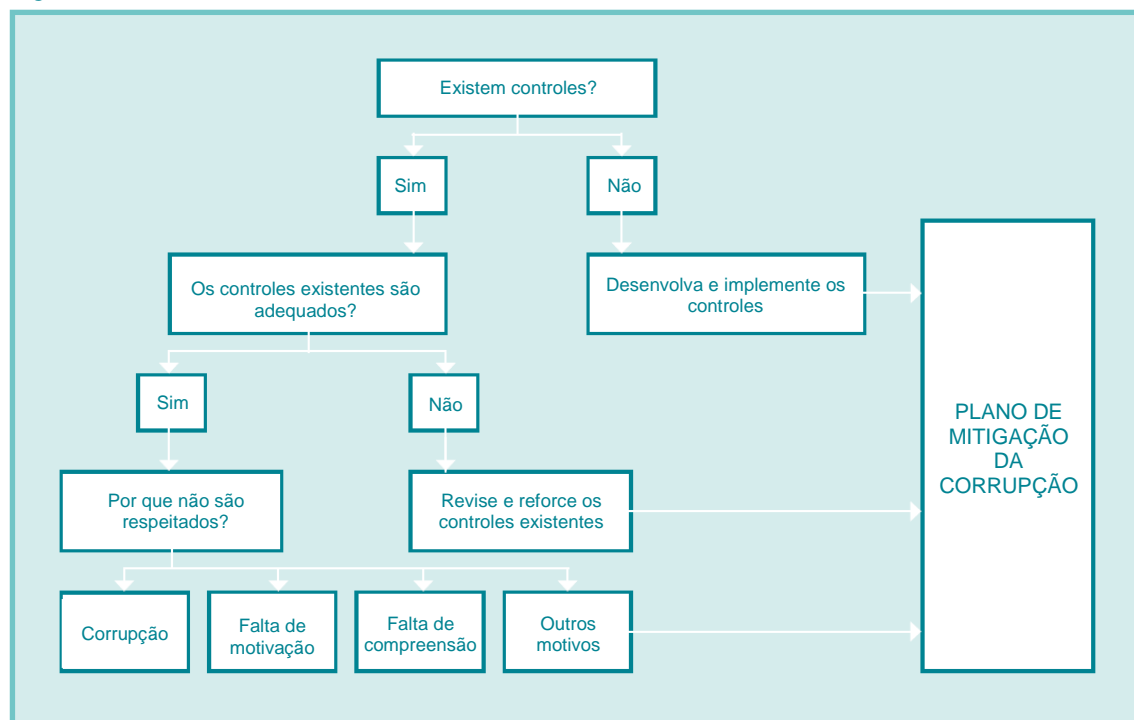 Existem controles?
Sim
Não
Os controles existentes são
adequados?
Desenvolva e implemente os
controles
Sim
Não
PLANO DE
MITIGAÇÃO
DA
CORRUPÇÃO
Por que não são
respeitados?
Revise e reforce os
controles existentes
Corrupção
Falta de
motivação
Falta de
compreensão
Outros
motivos